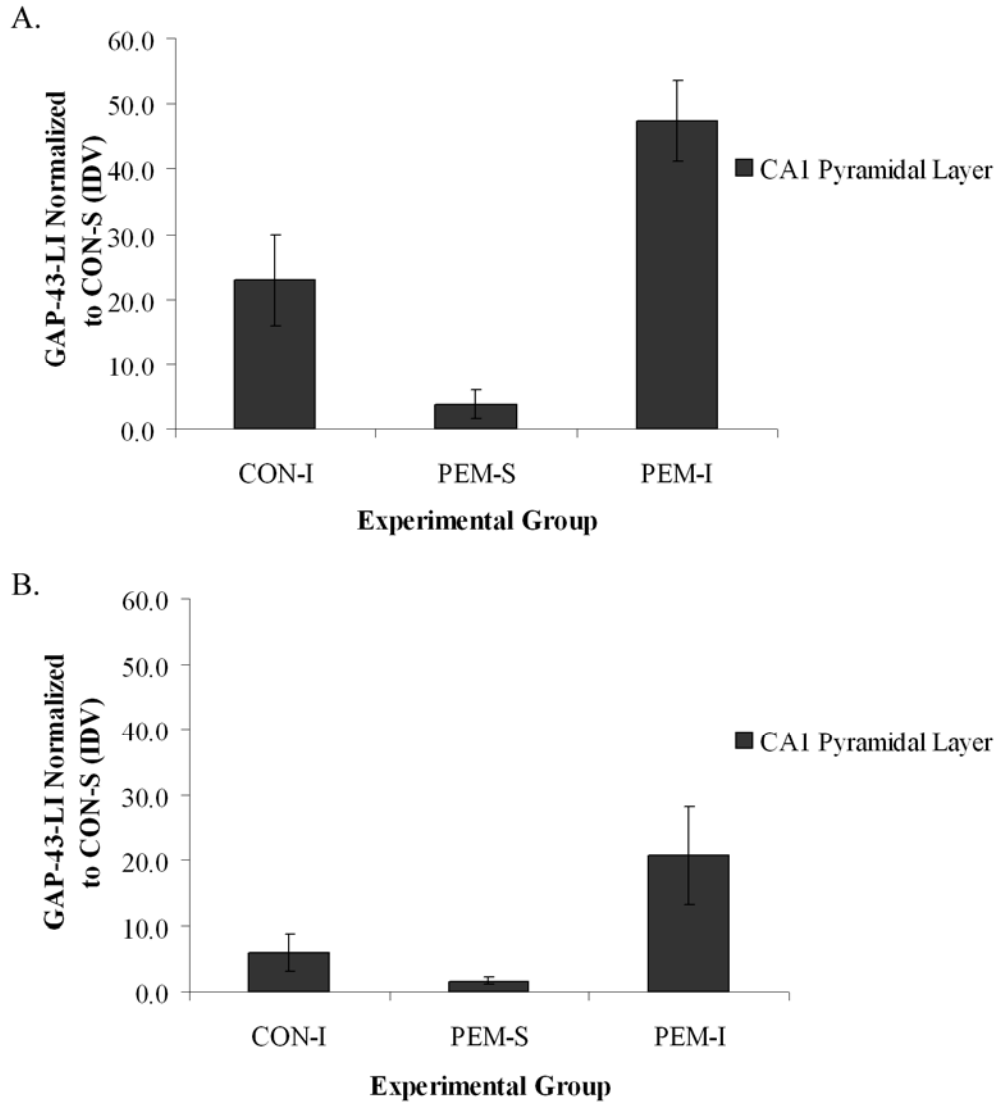 A.
GAP-43-LI Normalized
to CON-S (IDV)
60.0
50.0
40.0
30.0
20.0
10.0
0.0
CON-I PEM-S PEM-I
Experimental Group
CA1 Pyramidal Layer
B.
GAP-43-LI Normalized
to CON-S (IDV)
60.0
50.0
40.0
30.0
20.0
10.0
0.0
CON-I PEM-S PEM-I
Experimental Group
CA1 Pyramidal Layer